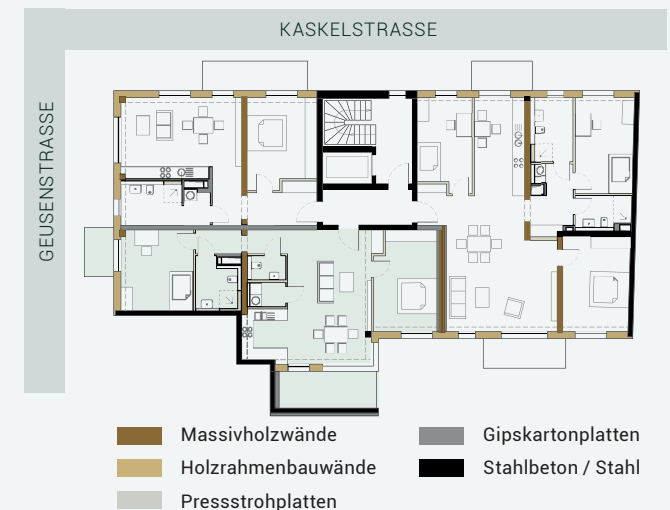 KASKELSTRASSE
GEUSENSTRASSE
Massivholzwände
Holzrahmenbauwände
Pressstrohplatten
Gipskartonplatten
Stahlbeton / Stahl